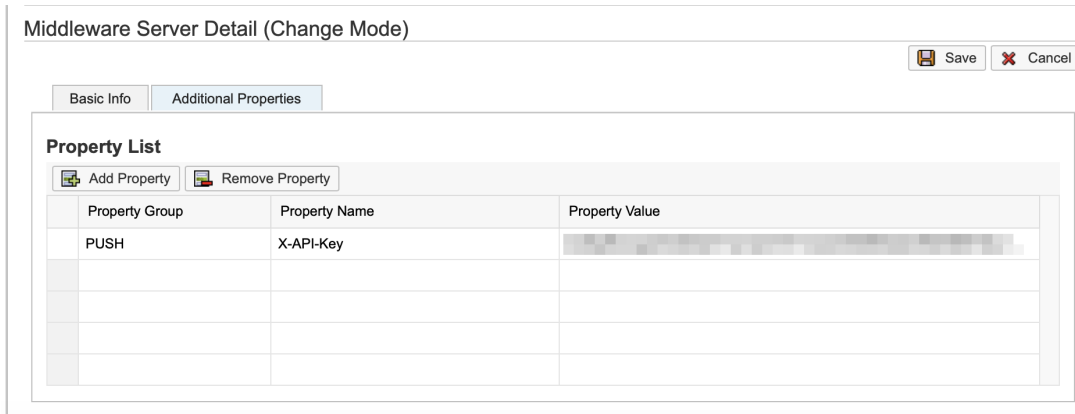 Middleware Server Detail (Change Mode)
Save Cancel
Basic Info Additional Properties
Property List
Add Property Remove Property
Property Group Property Name Property Value
PUSH X-API-Key